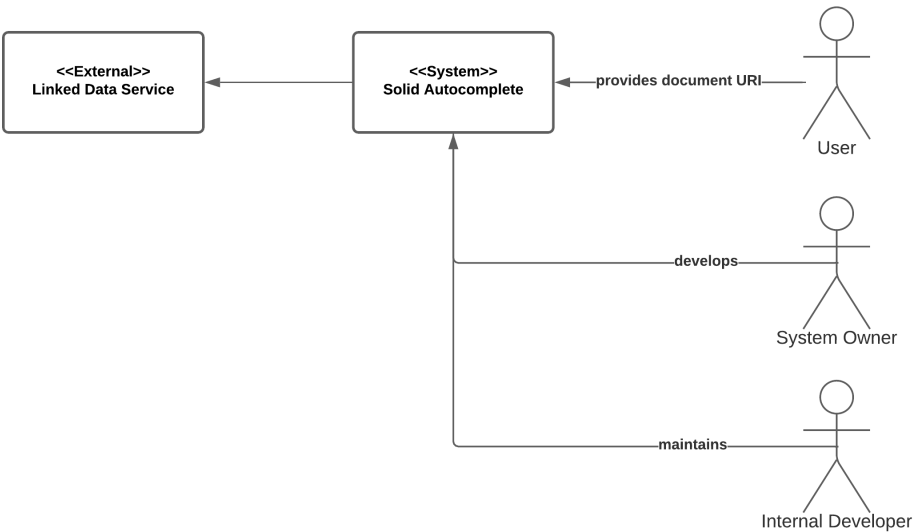 <<External>>
Linked Data Service
<<System>>
Solid Autocomplete
provides document URI
User
develops
System Owner
maintains
Internal Developer